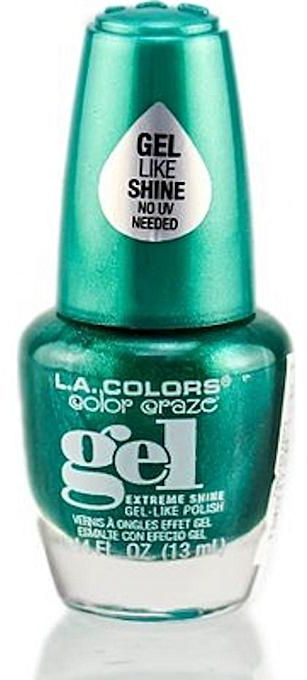 GEL
LIKE
SHINE
NO UV
NEEDED
L.A. COLORS®
color craze®
gel
EXTREME SHINE
GEL-LIKE POLISH
VERNIS À ONGLES EFFET GEL
ESMALTE CON EFECTO GEL
FL. OZ. (13 mL)